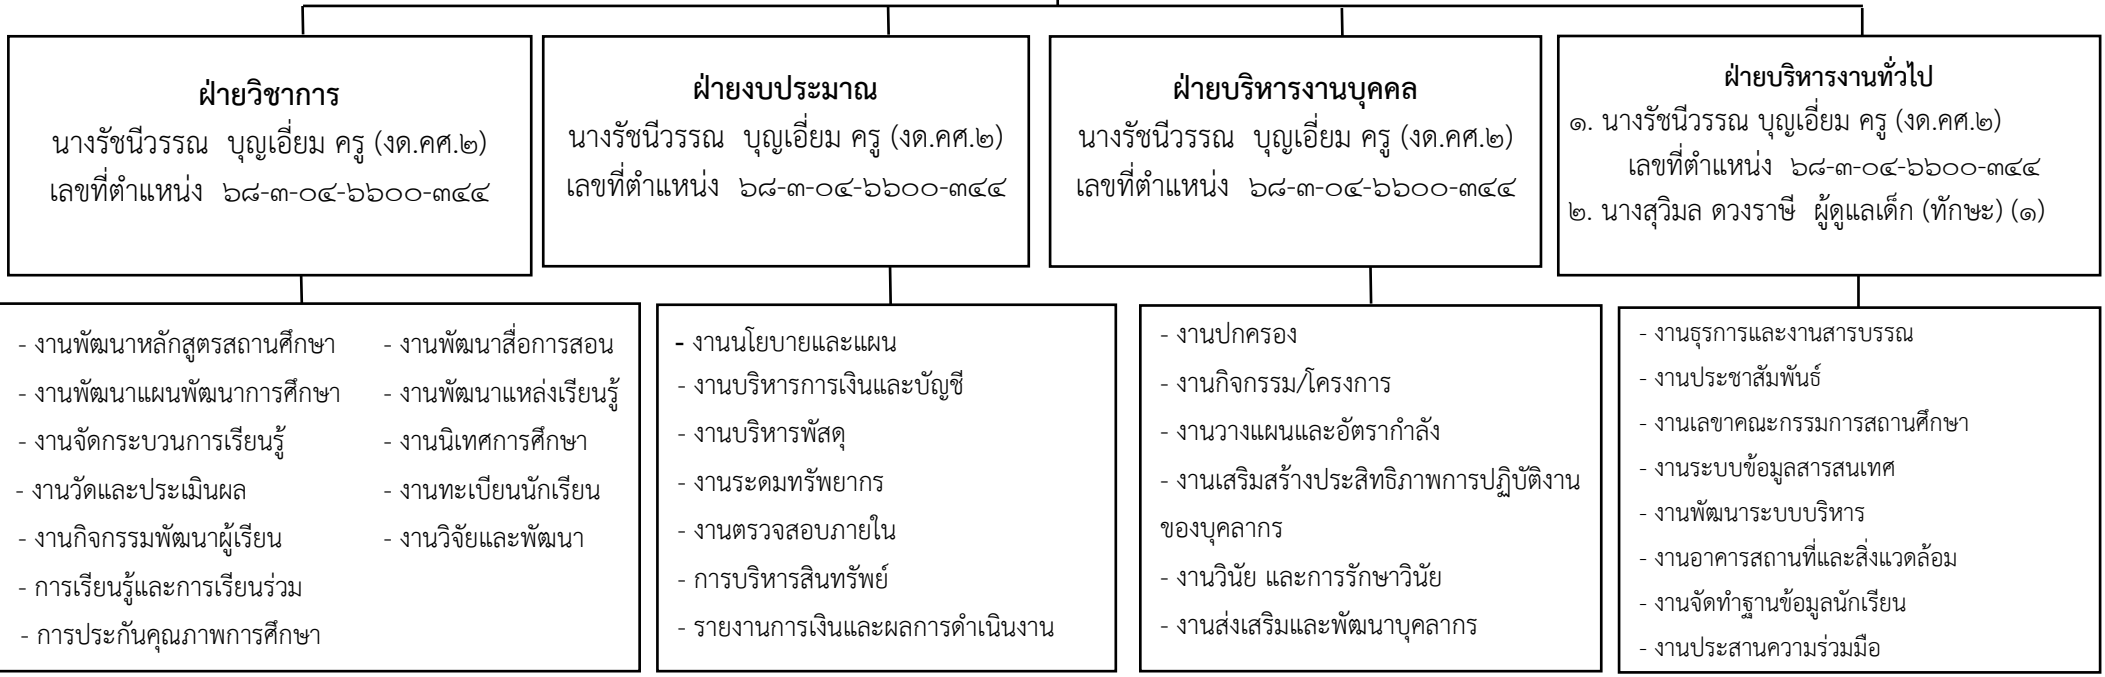 ฝ่ายวิชาการ
นางรัชนีวรรณ บุญเอี่ยม ครู (งด.คศ.๒)
เลขที่ตำแหน่ง ๖๘-๓-๐๔-๖๖๐๐-๓๔๔
ฝ่ายงบประมาณ
นางรัชนีวรรณ บุญเอี่ยม ครู (งด.คศ.๒)
เลขที่ตำแหน่ง ๖๘-๓-๐๔-๖๖๐๐-๓๔๔
ฝ่ายบริหารงานบุคคล
นางรัชนีวรรณ บุญเอี่ยม ครู (งด.คศ.๒)
เลขที่ตำแหน่ง ๖๘-๓-๐๔-๖๖๐๐-๓๔๔
ฝ่ายบริหารงานทั่วไป
๑. นางรัชนีวรรณ บุญเอี่ยม ครู (งด.คศ.๒)
เลขที่ตำแหน่ง ๖๘-๓-๐๔-๖๖๐๐-๓๔๔
๒. นางสุวิมล ดวงราษี ผู้ดูแลเด็ก (ทักษะ) (๑)
- งานพัฒนาหลักสูตรสถานศึกษา
- งานพัฒนาแผนพัฒนาการศึกษา
- งานจัดกระบวนการเรียนรู้
- งานวัดและประเมินผล
- งานกิจกรรมพัฒนาผู้เรียน
- การเรียนรู้และการเรียนร่วม
- การประกันคุณภาพการศึกษา
- งานพัฒนาสื่อการสอน
- งานพัฒนาแหล่งเรียนรู้
- งานนิเทศการศึกษา
- งานทะเบียนนักเรียน
- งานวิจัยและพัฒนา
- งานนโยบายและแผน
- งานบริหารการเงินและบัญชี
- งานบริหารพัสดุ
- งานระดมทรัพยากร
- งานตรวจสอบภายใน
- การบริหารสินทรัพย์
- รายงานการเงินและผลการดำเนินงาน
- งานปกครอง
- งานกิจกรรม/โครงการ
- งานวางแผนและอัตรากำลัง
- งานเสริมสร้างประสิทธิภาพการปฏิบัติงาน
ของบุคลากร
- งานวินัย และการรักษาวินัย
- งานส่งเสริมและพัฒนาบุคลากร
- งานธุรการและงานสารบรรณ
- งานประชาสัมพันธ์
- งานเลขาคณะกรรมการสถานศึกษา
- งานระบบข้อมูลสารสนเทศ
- งานพัฒนาระบบบริหาร
- งานอาคารสถานที่และสิ่งแวดล้อม
- งานจัดทำฐานข้อมูลนักเรียน
- งานประสานความร่วมมือ